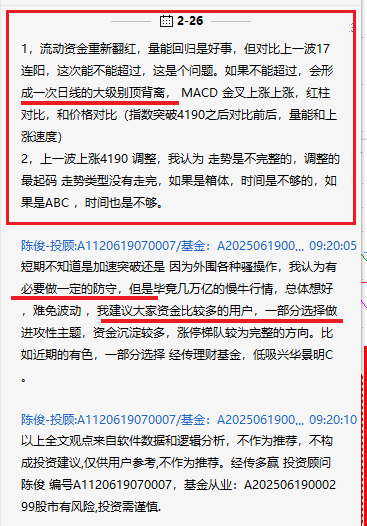 2-26
1，流动资金重新翻红，量能回归是好事，但对比上一波17
连阳，这次能不能超过，这是个问题。如果不能超过，会形
成一次日线的大级别顶背离， MACD 金叉上涨上涨，红柱
对比，和价格对比（指数突破4190之后对比前后，量能和上
涨速度）
2，上一波上涨4190 调整，我认为 走势是不完整的，调整的
最起码 走势类型没有走完，如果是箱体，时间是不够的，如
果是ABC ，时间也是不够。
陈俊-投顾:A1120619070007/基金：A2025061900... 09:20:05
短期不知道是加速突破还是 因为外围各种骚操作，我认为有
必要做一定的防守，但是毕竟几万亿的慢牛行情，总体想好
，难免波动 ，我建议大家资金比较多的用户，一部分选择做
进攻性主题，资金沉淀较多，涨停梯队较为完整的方向。比
如近期的有色，一部分选择 经传理财基金，低吸兴华景明C
。
陈俊-投顾:A1120619070007/基金：A2025061900... 09:20:10
以上全文观点来自软件数据和逻辑分析，不作为推荐，不构
成投资建议,仅供用户参考,不作为推荐。经传多赢 投资顾问
陈俊 编号A1120619070007，基金从业：A202506190002
99股市有风险,投资需谨慎.